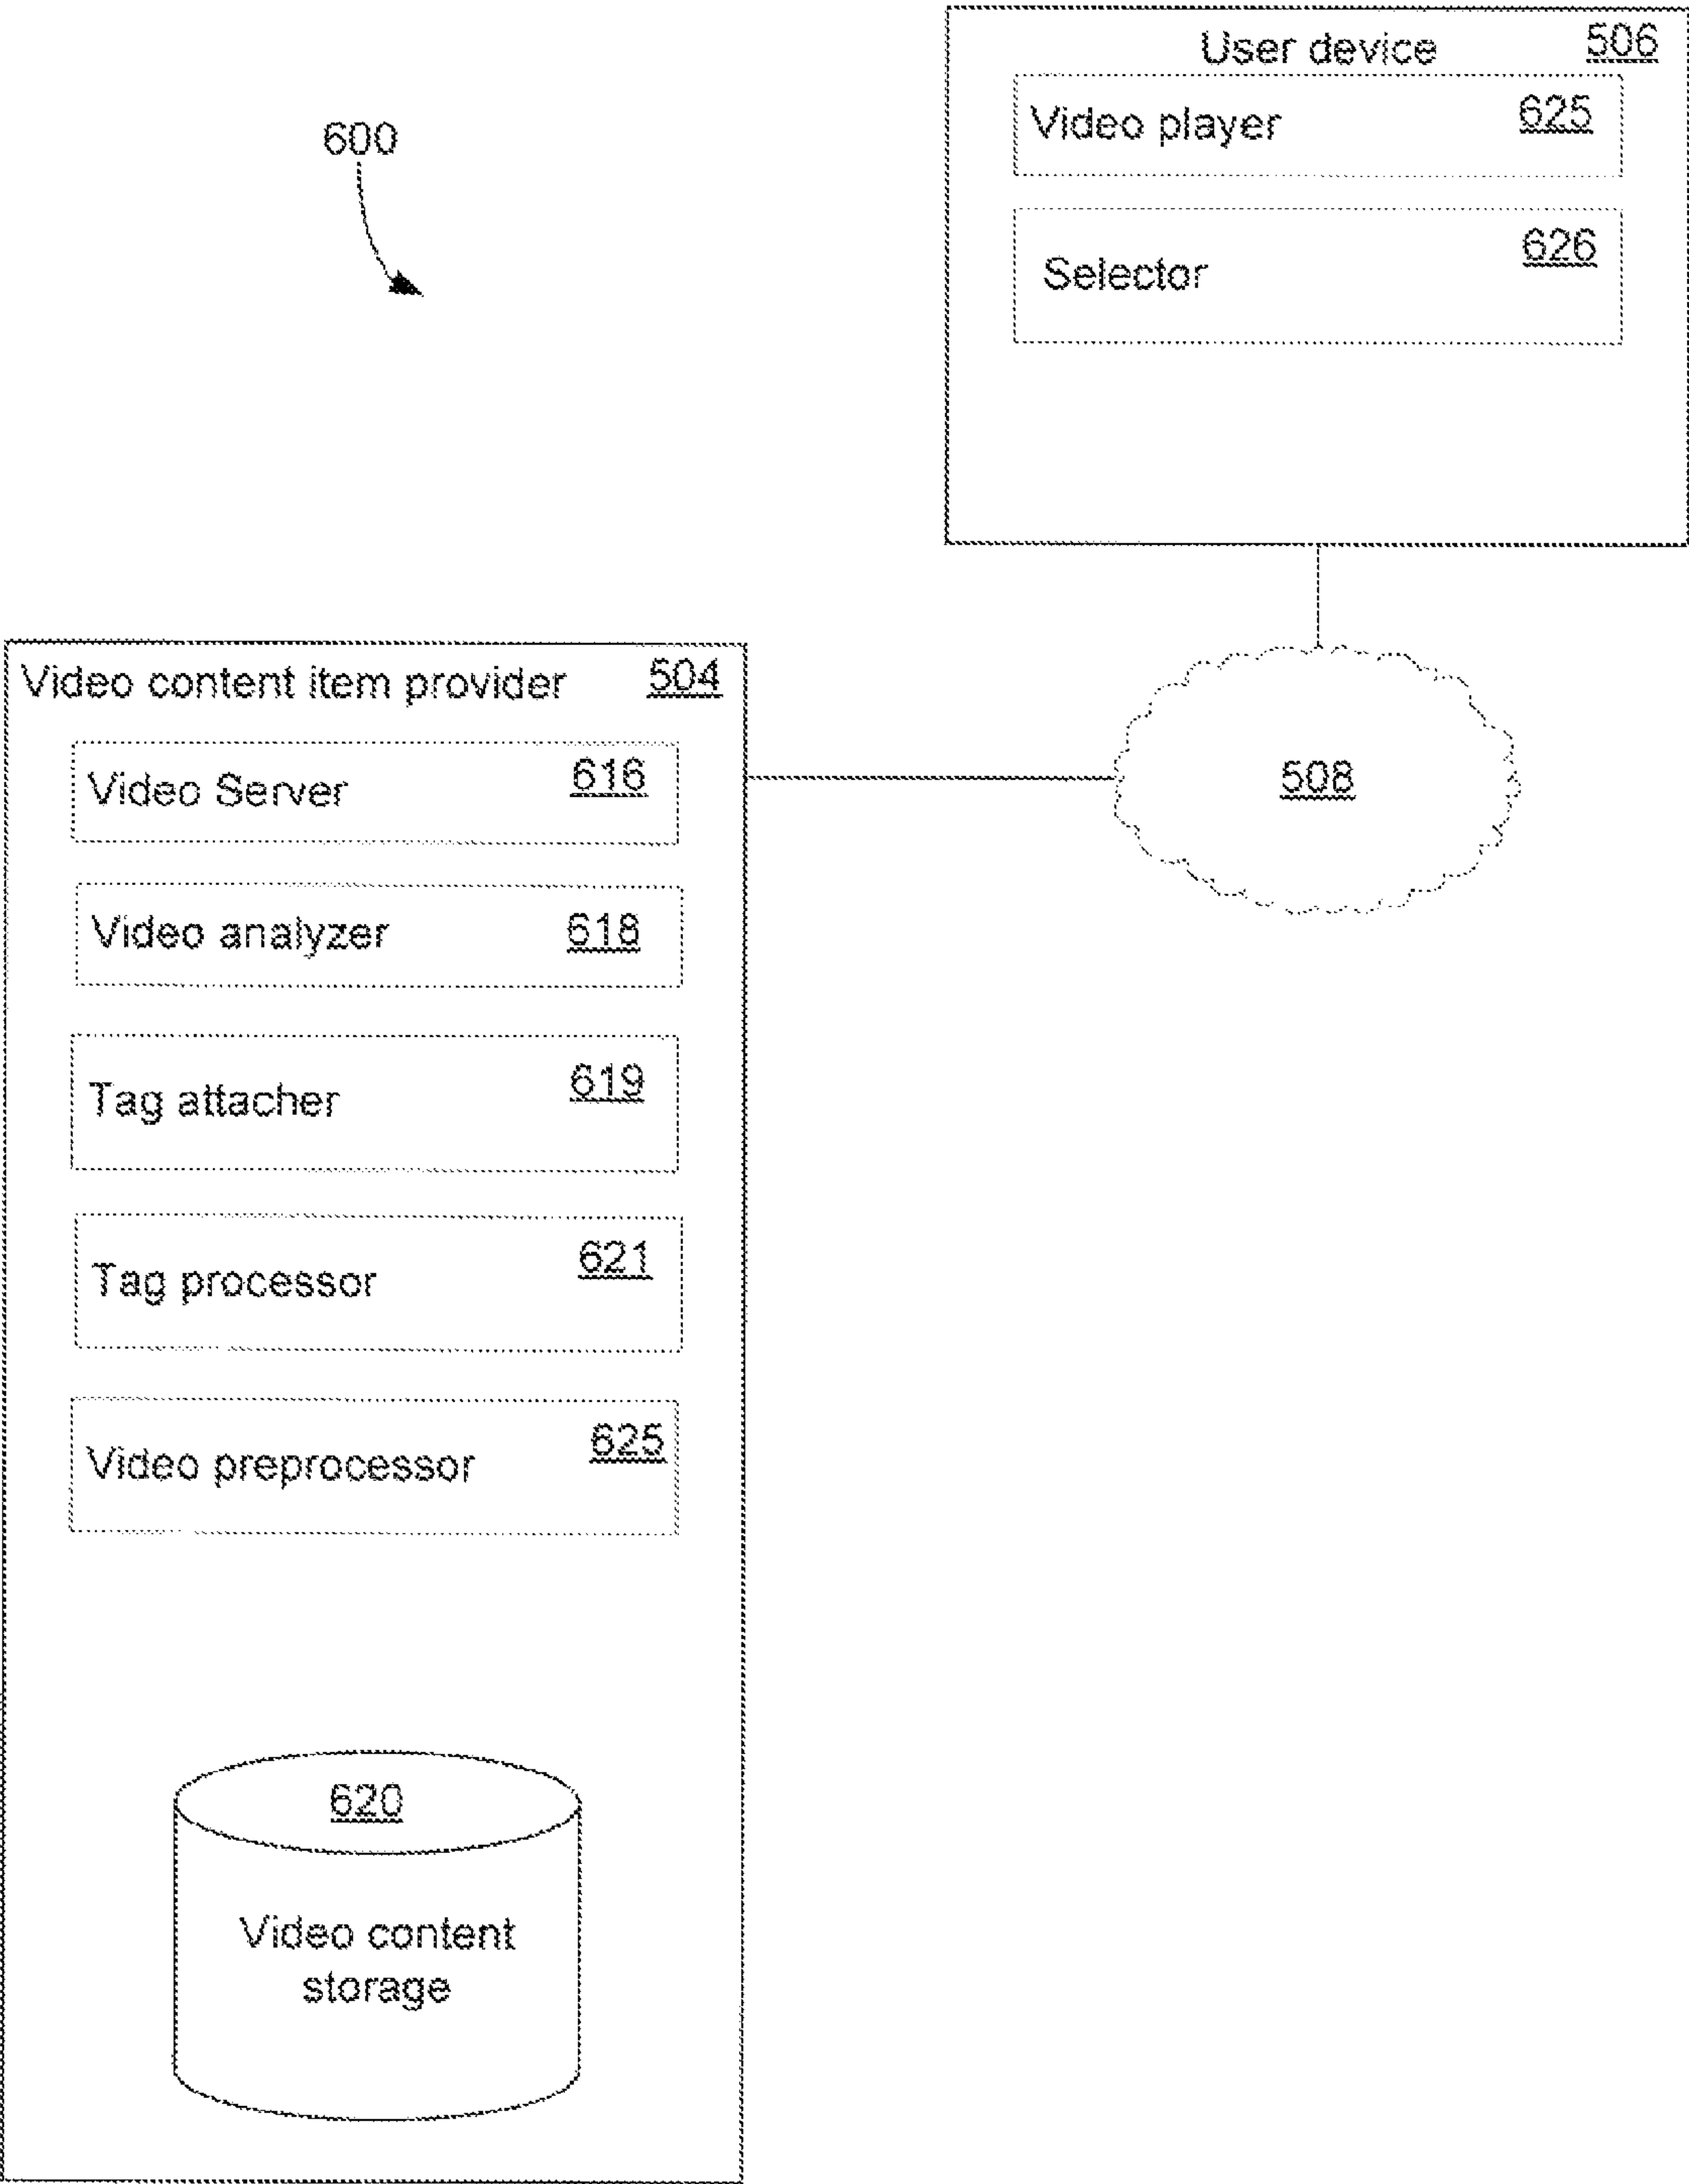 User device 506
Video player 625
600
Selector 626
Video content item provider 504
Video Server 616
508
Video analyzer 618
Tag attacher 619
Tag processor 621
Video preprocessor 625
620
Video content
storage